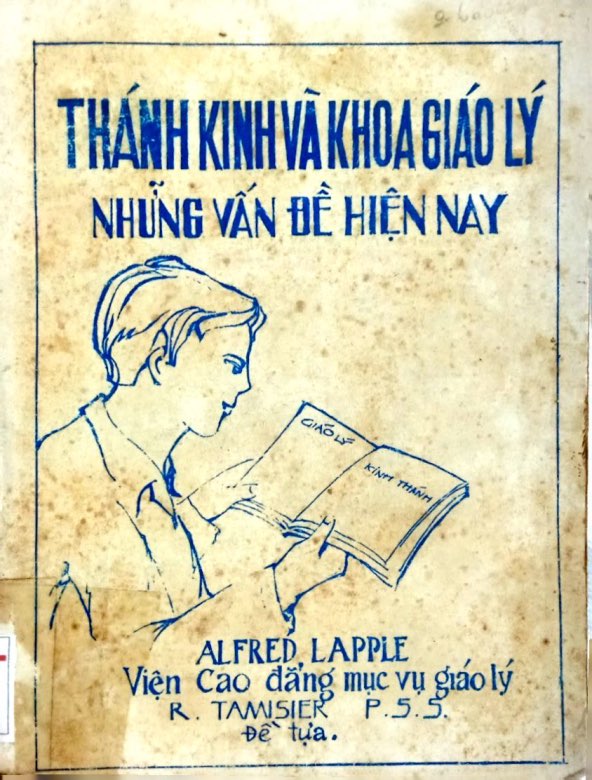 THÁNH KINH VÀ KHOA GIÁO LÝ
NHỮNG VẤN ĐỀ HIỆN NAY
GIÁO LÝ
KINH THÁNH
ALFRED, LAPPLE
Viện Cao đẳng mục vụ giáo lý
R. TAMISIER P.S.S.
Đề tựa.